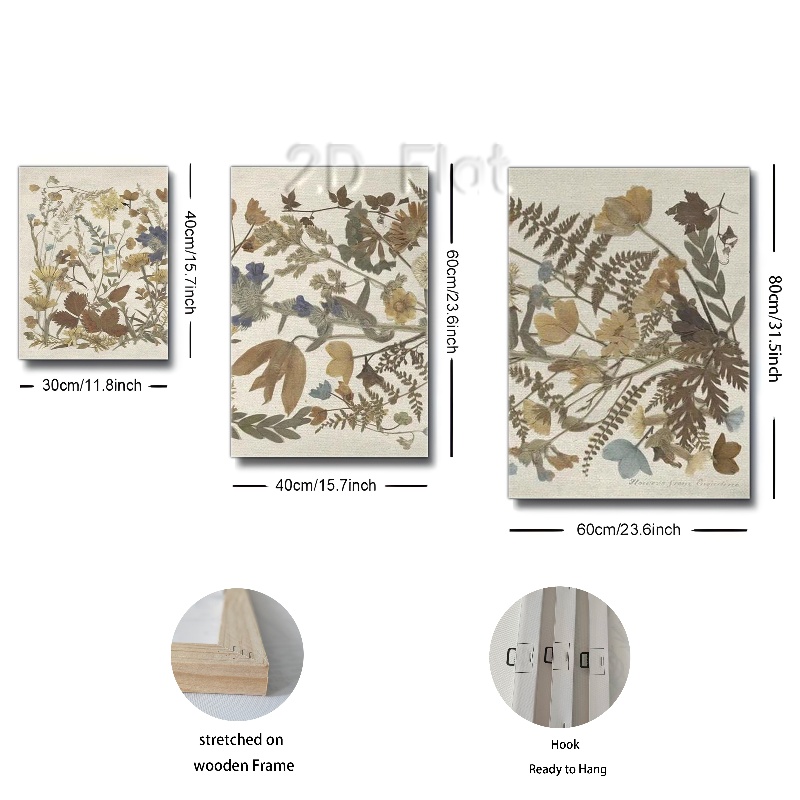 2D Flat
40cm/15.7inch
30cm/11.8inch
60cm/23.6inch
40cm/15.7inch
80cm/31.5inch
60cm/23.6inch
stretched on
wooden Frame
Hook
Ready to Hang